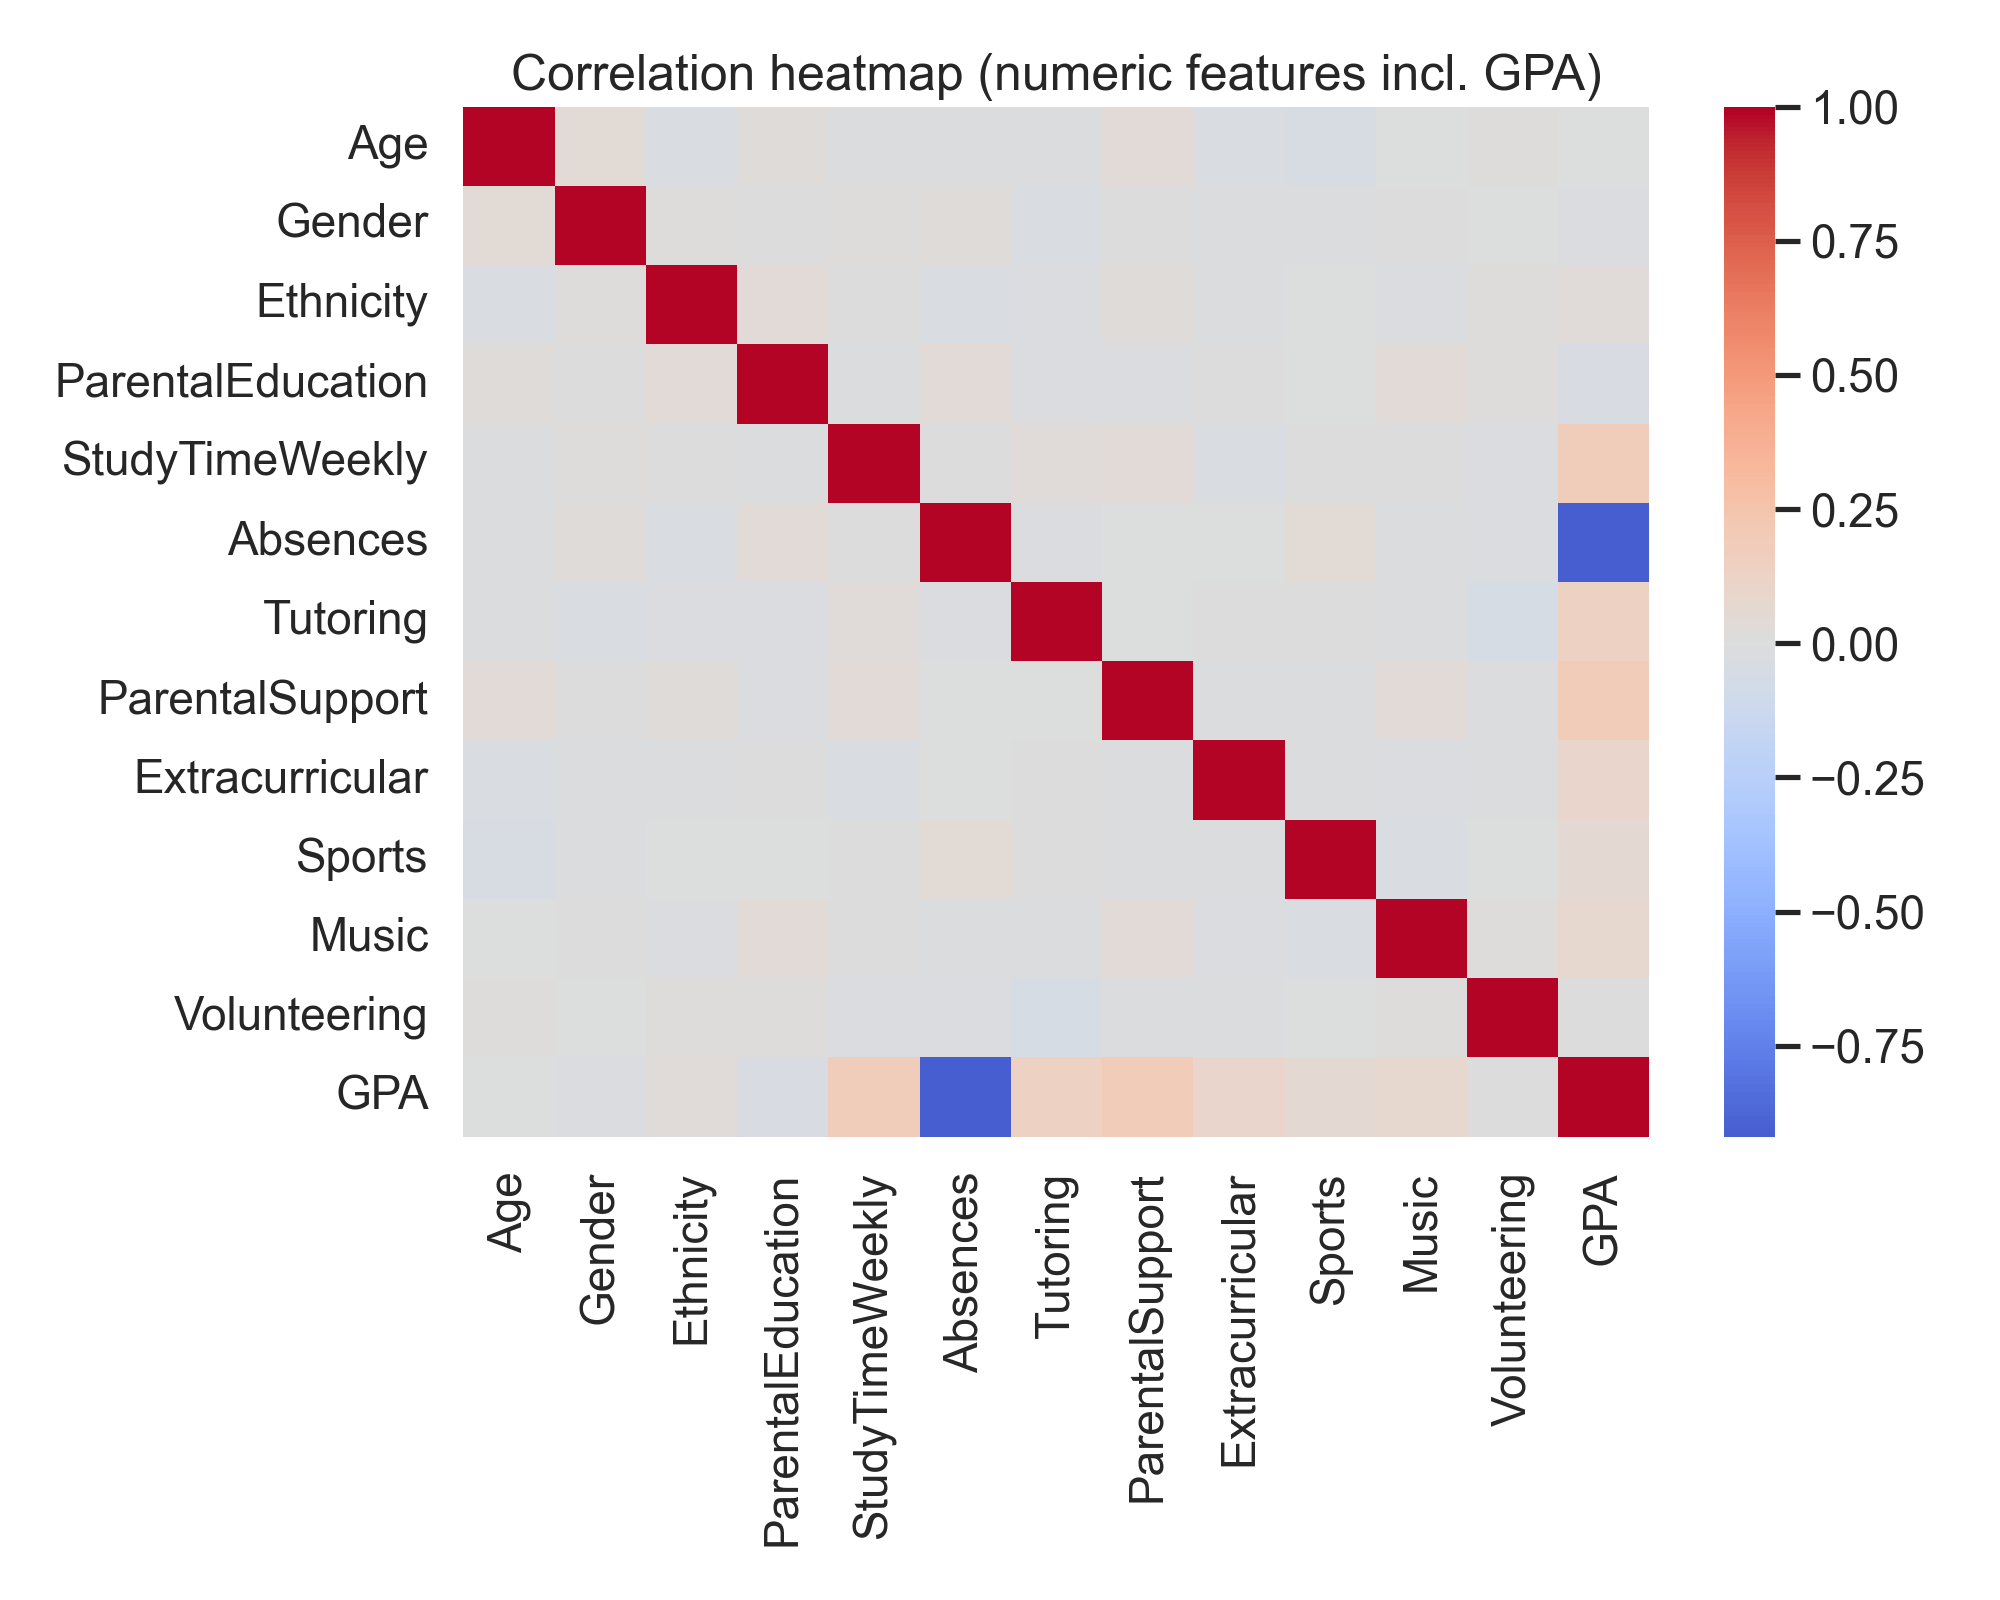 Correlation heatmap (numeric features incl. GPA)
Age
Gender
Ethnicity
ParentalEducation
StudyTimeWeekly
Absences
Tutoring
ParentalSupport
Extracurricular
Sports
Music
Volunteering
GPA
Age
Gender
Ethnicity
ParentalEducation
StudyTimeWeekly
Absences
Tutoring
ParentalSupport
Extracurricular
Sports
Music
Volunteering
GPA
1.00
0.75
0.50
0.25
0.00
−0.25
−0.50
−0.75